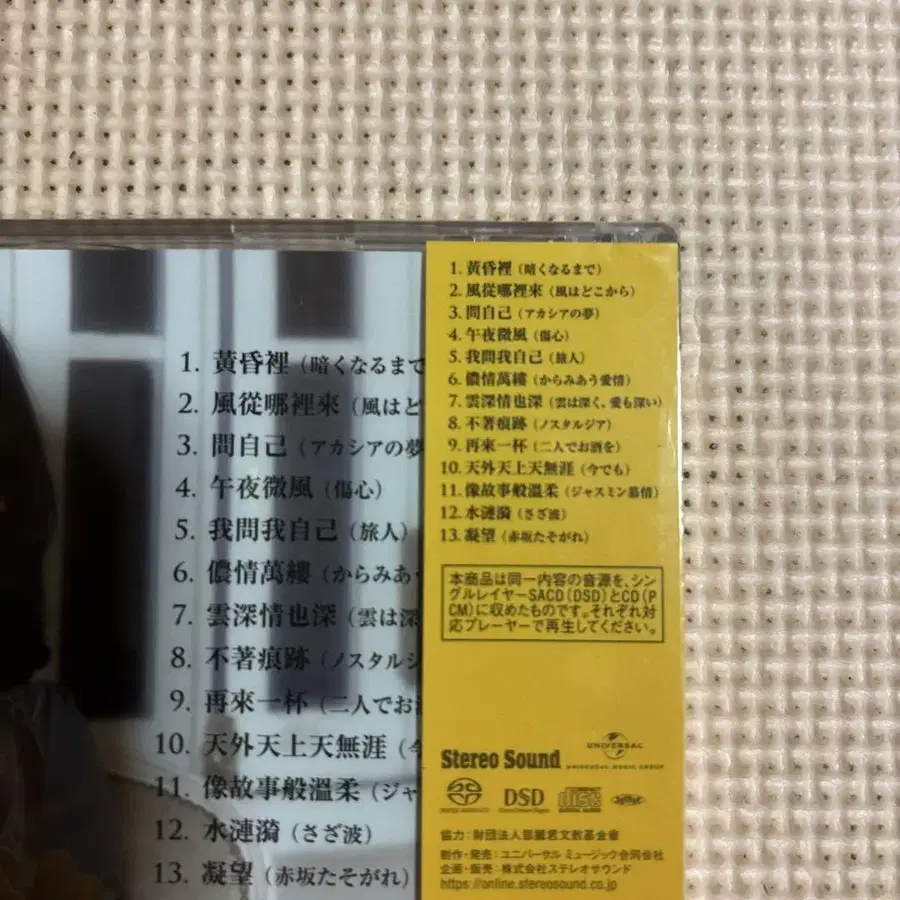 1. 黃昏裡（暗くなるまで
2. 風從哪裡來（風はど
3. 問自己（アカシアの夢
4. 午夜微風（傷心）
5. 我問我自己（旅人）
6. 儂情萬縷（からみあ
7. 雲深情也深（雲は深
8. 不著痕跡（ノスタルジ
9. 再來一杯（二人でお酒
10. 天外天上天無涯（今
11. 像故事般溫柔（ジャ
12. 水漣漪（さざ波）
13. 凝望（赤坂たそがれ）
1. 黃昏裡（暗くなるまで）
2. 風從哪裡來（風はどこから）
3. 問自己（アカシアの夢）
4. 午夜微風（傷心）
5. 我問我自己（旅人）
6. 儂情萬縷（からみあう愛情）
7. 雲深情也深（雲は深く、愛も深い）
8. 不著痕跡（ノスタルジア）
9. 再來一杯（二人でお酒を）
10. 天外天上天無涯（今でも）
11. 像故事般溫柔（ジャスミン慕情）
12. 水漣漪（さざ波）
13. 凝望（赤坂たそがれ）
本商品は同一内容の音源を、シン
グルレイヤーSACD（DSD）とCD（P
CM）に収めたものです。それぞれ対
応プレーヤーで再生してください。
Stereo Sound
UNIVERSAL
UNIVERSAL MUSIC GROUP
DSD
disc
協力：財団法人鄧麗君文教基金會
制作・発売：ユニバーサル ミュージック合同会社
企画・販売：株式会社ステレオサウンド
https://online.stereosound.co.jp